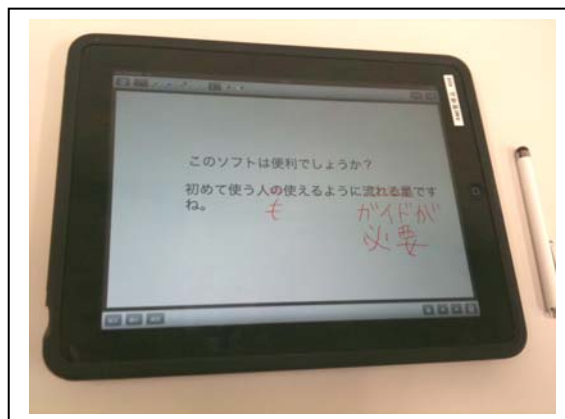 このソフトは便利でしょうか？
初めて使う人の使えるように流れる星です
ね。
も
ガイドが
必要